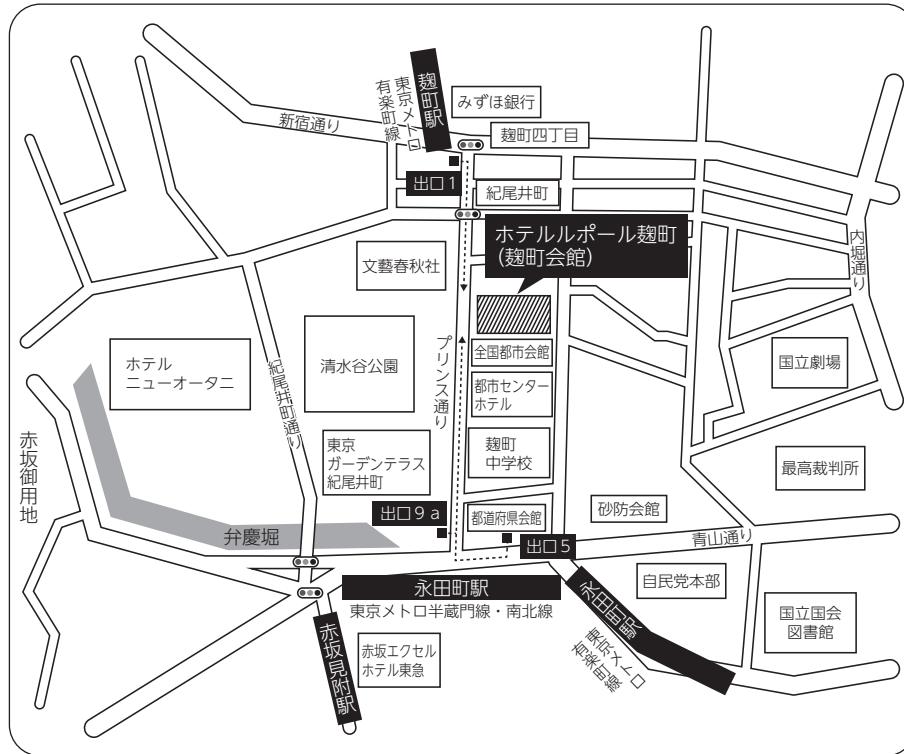 麹町駅
東京メトロ
有楽町線
みずほ銀行
新宿通り
麹町四丁目
出口1
紀尾井町
ホテルルポール麹町
(麹町会館)
内堀通り
文藝春秋社
プリンス通り
全国都市会館
国立劇場
ホテル
ニューオータニ
清水谷公園
紀尾井町通り
都市センター
ホテル
赤坂御用地
東京
ガーデンテラス
紀尾井町
麹町
中学校
最高裁判所
出口9a
都道府県会館
砂防会館
弁慶堀
出口5
青山通り
永田町駅
東京メトロ半蔵門線・南北線
永田町駅
東京メトロ
有楽町線
自民党本部
国立国会
図書館
赤坂見附駅
赤坂エクセル
ホテル東急